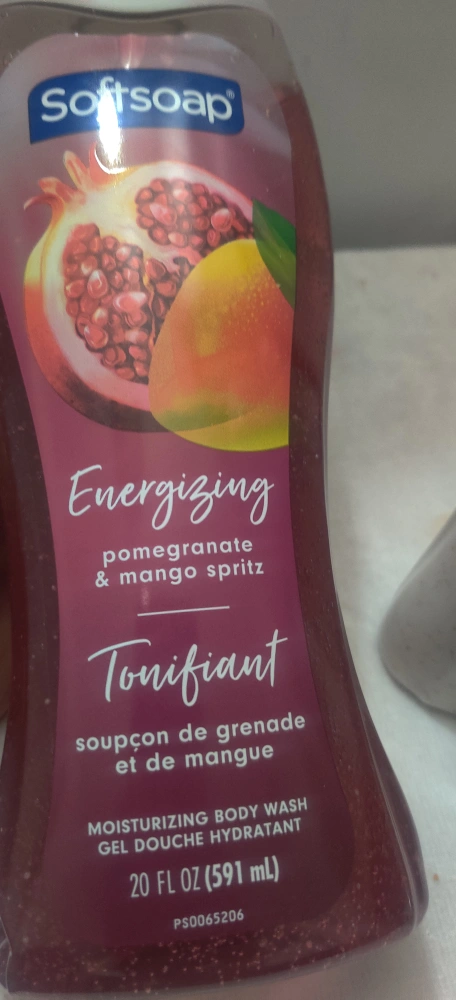 Softsoap®
Energizing
pomegranate
& mango spritz
Tonifiant
soupçon de grenade
et de mangue
MOISTURIZING BODY WASH
GEL DOUCHE HYDRATANT
20 FL OZ (591 mL)
PS0065206